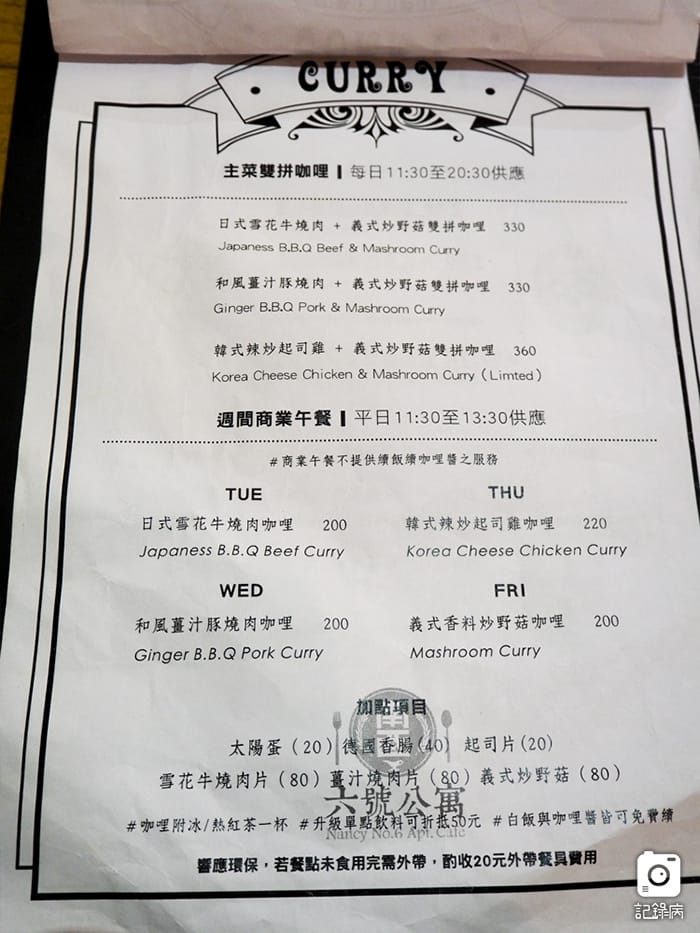 CURRY
主菜雙拼咖哩 | 每日11:30至20:30供應
日式雪花牛燒肉 + 義式炒野菇雙拼咖哩 330
Japaness B.B.Q Beef & Mashroom Curry
和風薑汁豚燒肉 + 義式炒野菇雙拼咖哩 330
Ginger B.B.Q Pork & Mashroom Curry
韓式辣炒起司雞 + 義式炒野菇雙拼咖哩 360
Korea Cheese Chicken & Mashroom Curry (Limted)
週間商業午餐 | 平日11:30至13:30供應
#商業午餐不提供續飯續咖哩醬之服務
TUE
日式雪花牛燒肉咖哩 200
Japaness B.B.Q Beef Curry
THU
韓式辣炒起司雞咖哩 220
Korea Cheese Chicken Curry
WED
和風薑汁豚燒肉咖哩 200
Ginger B.B.Q Pork Curry
FRI
義式香料炒野菇咖哩 200
Mashroom Curry
加點項目
太陽蛋 (20) 德國香腸(40) 起司片(20)
雪花牛燒肉片 (80) 薑汁燒肉片 (80) 義式炒野菇 (80)
六號公寓
#咖哩附冰/熱紅茶一杯 #升級單點飲料可折抵50元 #白飯與咖哩醬皆可免費續
Nancy No.6 Apt. Cafe
響應環保，若餐點未食用完需外帶，酌收20元外帶餐具費用
記錄病